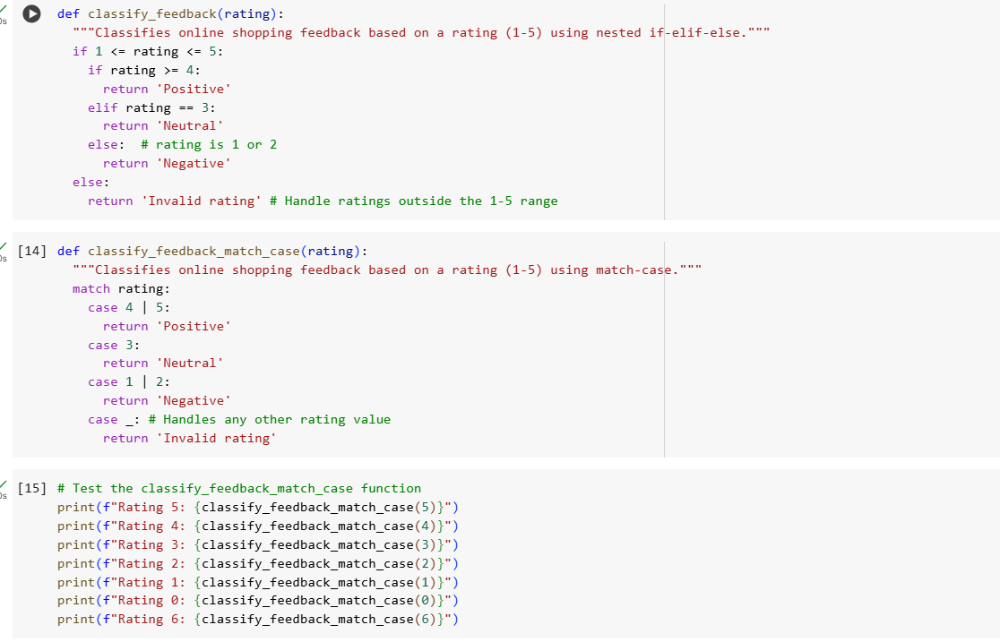 def classify_feedback(rating):
"""Classifies online shopping feedback based on a rating (1-5) using nested if-elif-else."""
if 1 <= rating <= 5:
if rating >= 4:
return 'Positive'
elif rating == 3:
return 'Neutral'
else:  # rating is 1 or 2
return 'Negative'
else:
return 'Invalid rating' # Handle ratings outside the 1-5 range
[14] def classify_feedback_match_case(rating):
"""Classifies online shopping feedback based on a rating (1-5) using match-case."""
match rating:
case 4 | 5:
return 'Positive'
case 3:
return 'Neutral'
case 1 | 2:
return 'Negative'
case _: # Handles any other rating value
return 'Invalid rating'
[15] # Test the classify_feedback_match_case function
print(f"Rating 5: {classify_feedback_match_case(5)}")
print(f"Rating 4: {classify_feedback_match_case(4)}")
print(f"Rating 3: {classify_feedback_match_case(3)}")
print(f"Rating 2: {classify_feedback_match_case(2)}")
print(f"Rating 1: {classify_feedback_match_case(1)}")
print(f"Rating 0: {classify_feedback_match_case(0)}")
print(f"Rating 6: {classify_feedback_match_case(6)}")